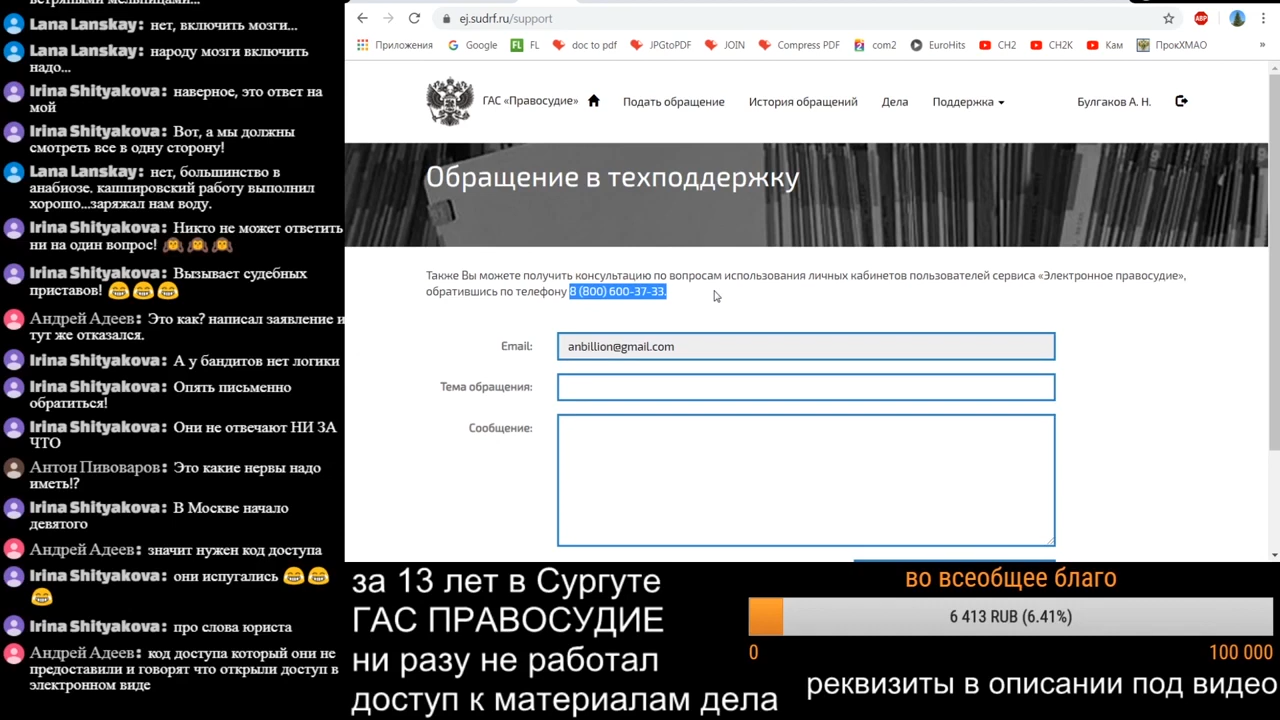 ветряными мельницами...
Lana Lanskay: нет, включить мозги...
Lana Lanskay: народу мозги включить
надо...
Irina Shityakova: наверное, это ответ на
мой
Irina Shityakova: Вот, а мы должны
смотреть все в одну сторону!
Lana Lanskay: нет, большинство в
анабиозе. кашпировский работу выполнил
хорошо...заряжал нам воду.
Irina Shityakova: Никто не может ответить
ни на один вопрос! 🙈 🙈 🙈
Irina Shityakova: Вызывает судебных
приставов! 😂 😂 😂
Андрей Адеев: Это как? написал заявление и
тут же отказался.
Irina Shityakova: А у бандитов нет логики
Irina Shityakova: Опять письменно
обратиться!
Irina Shityakova: Они не отвечают НИ ЗА
ЧТО
Антон Пивоваров: Это какие нервы надо
иметь!?
Irina Shityakova: В Москве начало
девятого
Андрей Адеев: значит нужен код доступа
Irina Shityakova: они испугались 😂 😂
😂
Irina Shityakova: про слова юриста
Андрей Адеев: код доступа который они не
предоставили и говорят что открыли доступ в
электронном виде
ej.sudrf.ru/support
ABP
Приложения Google FL FL doc to pdf JPGtoPDF JOIN Compress PDF com2 EuroHits CH2 CH2K Кам ПрокХМАО »
ГАС «Правосудие» Подать обращение История обращений Дела Поддержка Булгаков А. Н.
Обращение в техподдержку
Также Вы можете получить консультацию по вопросам использования личных кабинетов пользователей сервиса «Электронное правосудие»,
обратившись по телефону 8 (800) 600-37-33.
Email: anbillion@gmail.com
Тема обращения:
Сообщение:
за 13 лет в Сургуте
ГАС ПРАВОСУДИЕ
ни разу не работал
доступ к материалам дела
во всеобщее благо
6 413 RUB (6.41%)
0 100 000
реквизиты в описании под видео